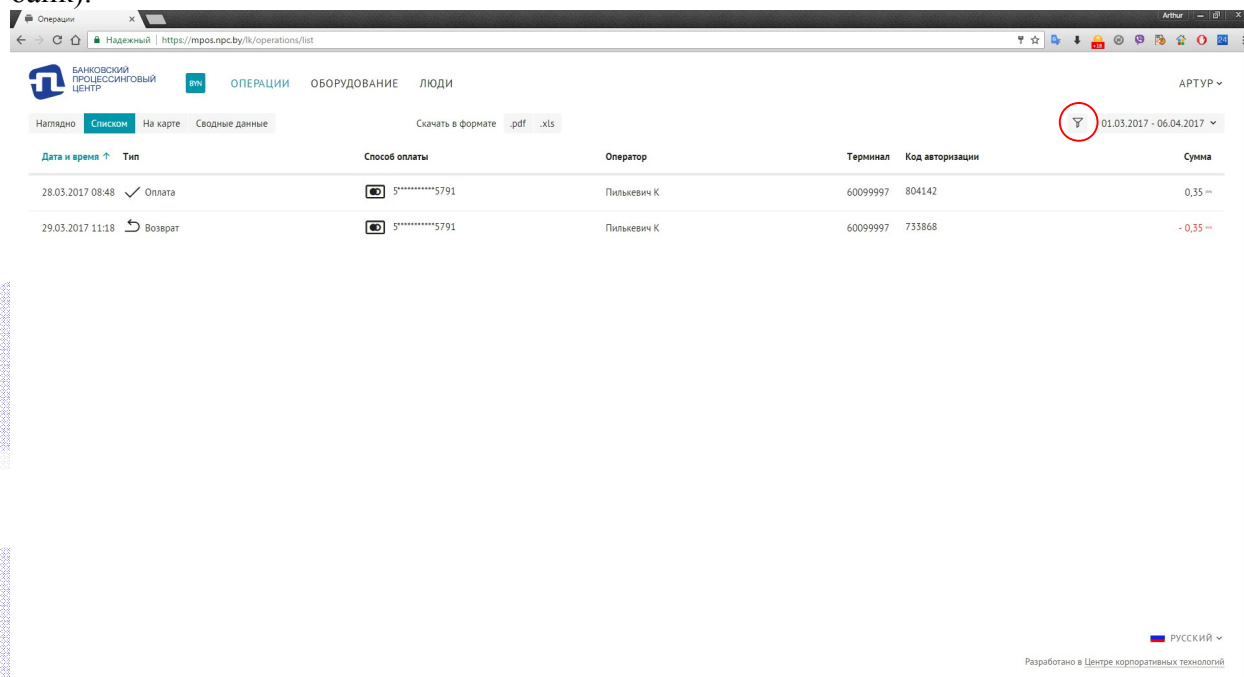 банк).
Операции
Arthur
Надежный | https://mpos.npc.by/lk/operations/list
+18
24
БАНКОВСКИЙ
ПРОЦЕССИНГОВЫЙ
ЦЕНТР
BYN ОПЕРАЦИИ ОБОРУДОВАНИЕ ЛЮДИ АРТУР
Наглядно Списком На карте Сводные данные Скачать в формате .pdf .xls 01.03.2017 - 06.04.2017
Дата и время ↑ Тип Способ оплаты Оператор Терминал Код авторизации Сумма
28.03.2017 08:48 Оплата 5***********5791 Пилькевич К 60099997 804142 0,35
29.03.2017 11:18 Возврат 5***********5791 Пилькевич К 60099997 733868 - 0,35
РУССКИЙ
Разработано в Центре корпоративных технологий